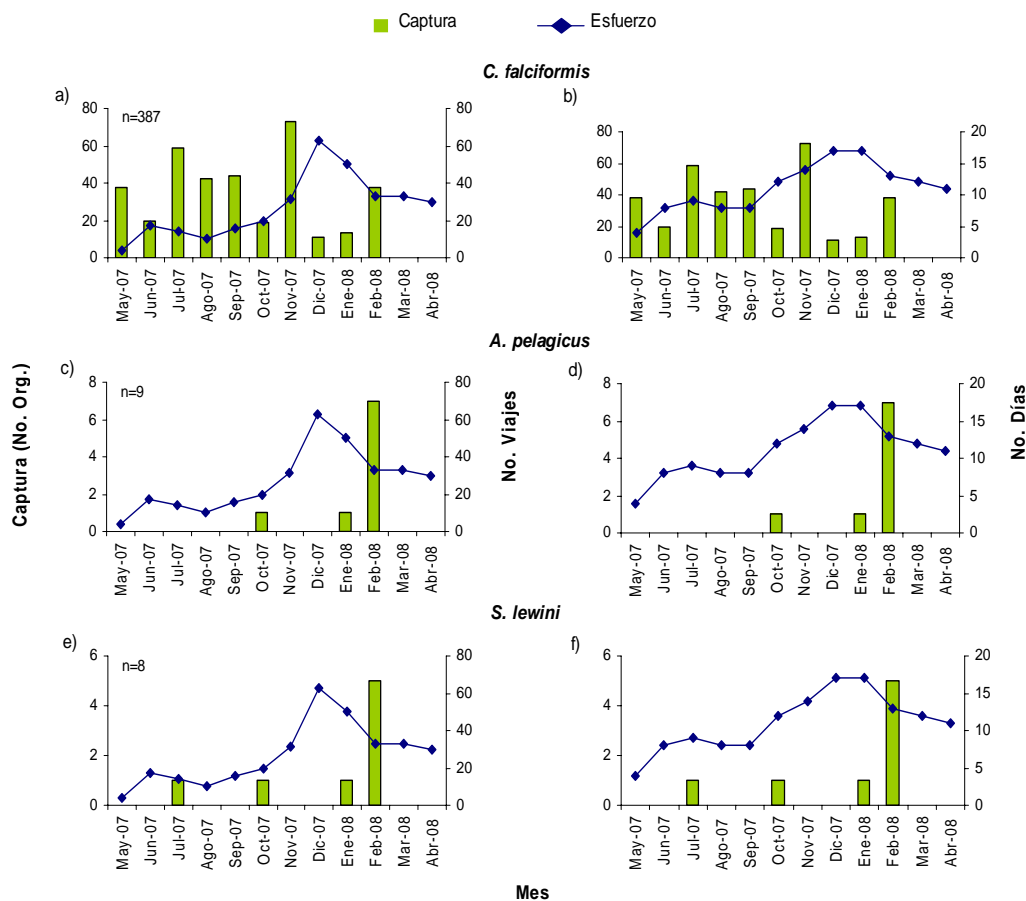 Captura
Esfuerzo
C. falciformis
a)
n=387
80
60
40
20
0
80
60
40
20
0
May-07
Jun-07
Jul-07
Ago-07
Sep-07
Oct-07
Nov-07
Dic-07
Ene-08
Feb-08
Mar-08
Abr-08
b)
80
60
40
20
0
20
15
10
5
0
May-07
Jun-07
Jul-07
Ago-07
Sep-07
Oct-07
Nov-07
Dic-07
Ene-08
Feb-08
Mar-08
Abr-08
A. pelagicus
Captura (No. Org.)
c)
n=9
8
6
4
2
0
80
60
40
20
0
No. Viajes
May-07
Jun-07
Jul-07
Ago-07
Sep-07
Oct-07
Nov-07
Dic-07
Ene-08
Feb-08
Mar-08
Abr-08
d)
8
6
4
2
0
20
15
10
5
0
No. Días
May-07
Jun-07
Jul-07
Ago-07
Sep-07
Oct-07
Nov-07
Dic-07
Ene-08
Feb-08
Mar-08
Abr-08
S. lewini
e)
n=8
6
4
2
0
80
60
40
20
0
May-07
Jun-07
Jul-07
Ago-07
Sep-07
Oct-07
Nov-07
Dic-07
Ene-08
Feb-08
Mar-08
Abr-08
f)
6
4
2
0
20
15
10
5
0
May-07
Jun-07
Jul-07
Ago-07
Sep-07
Oct-07
Nov-07
Dic-07
Ene-08
Feb-08
Mar-08
Abr-08
Mes